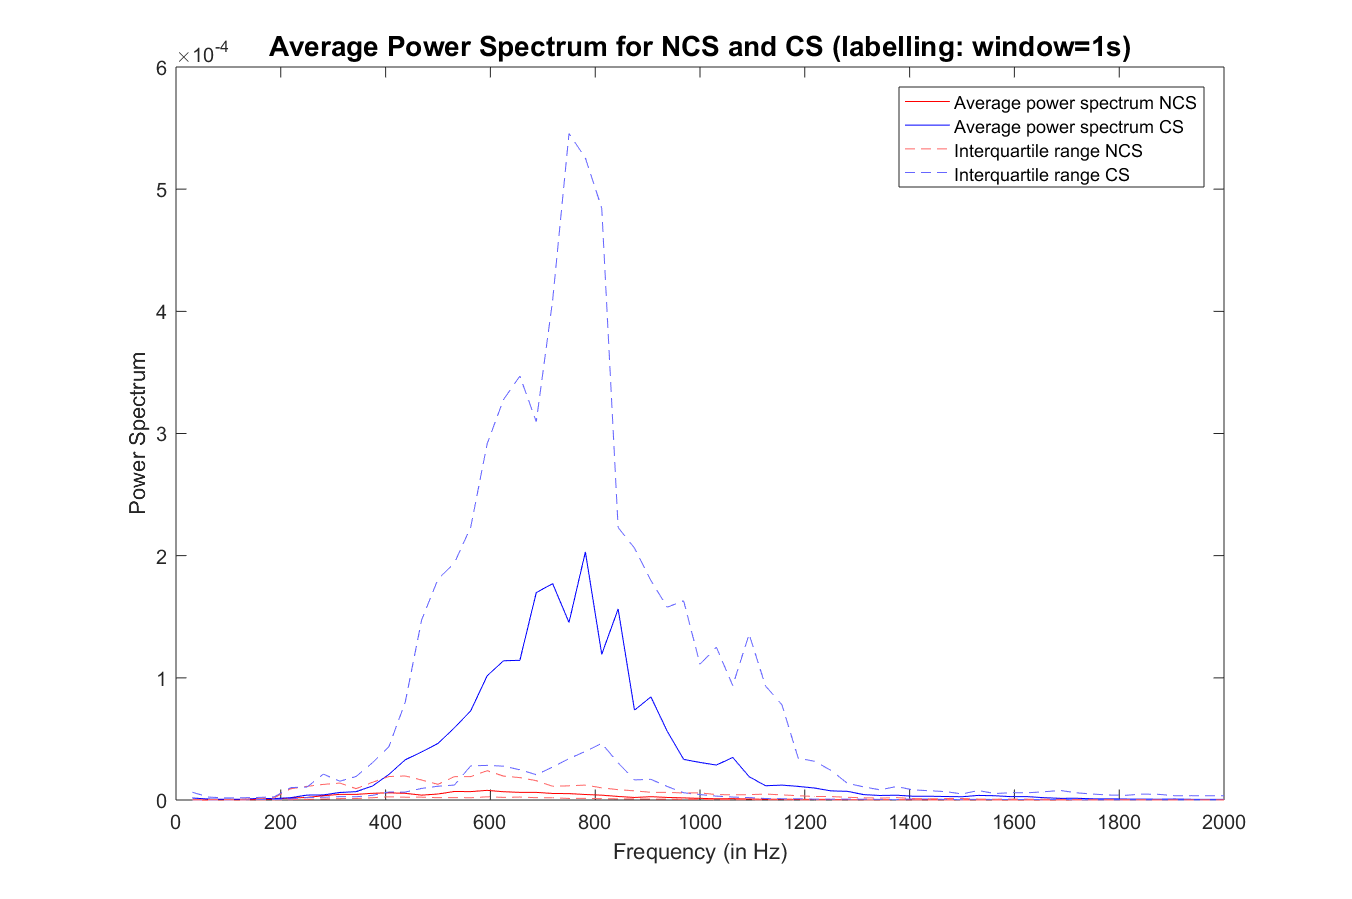 Average Power Spectrum for NCS and CS (labelling: window=1s)
×10-4
6
5
4
3
2
1
0
Power Spectrum
Average power spectrum NCS
Average power spectrum CS
Interquartile range NCS
Interquartile range CS
0 200 400 600 800 1000 1200 1400 1600 1800 2000
Frequency (in Hz)